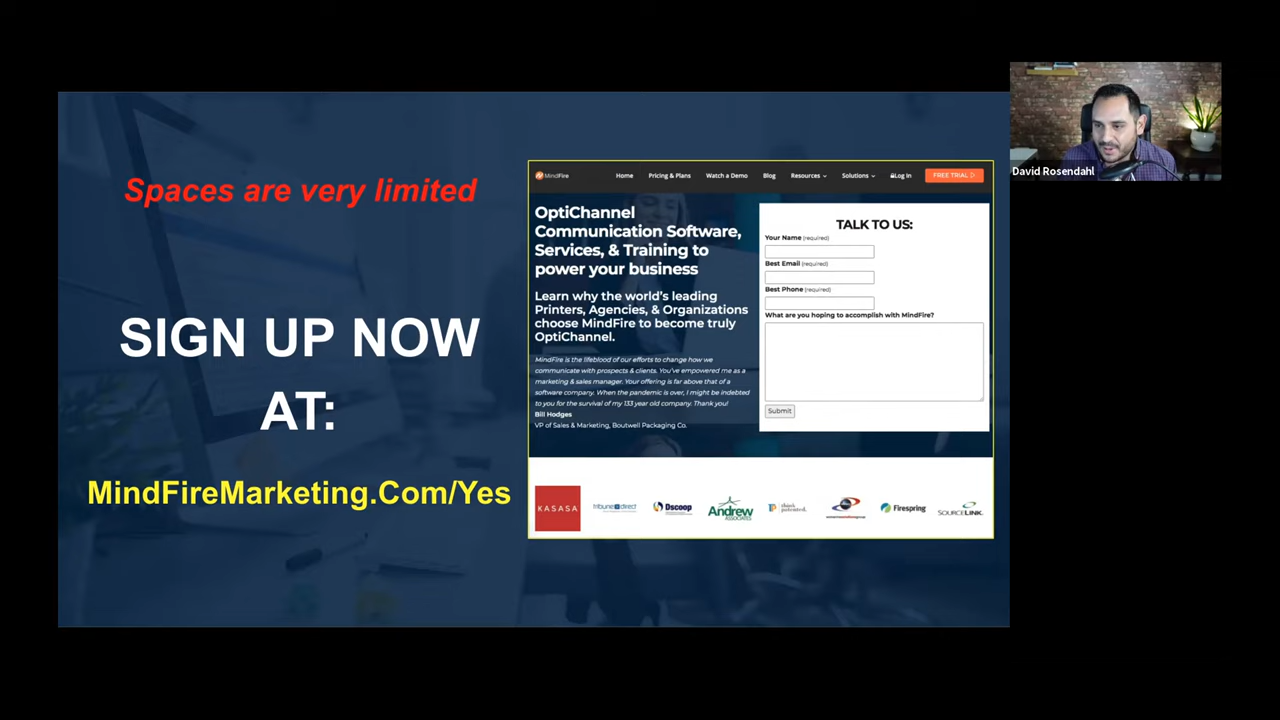 Spaces are very limited
SIGN UP NOW
AT:
MindFireMarketing.Com/Yes
MindFire
Home
Pricing & Plans
Watch a Demo
Blog
Resources
Solutions
Log In
FREE TRIAL
OptiChannel
Communication Software,
Services, & Training to
power your business
Learn why the world's leading
Printers, Agencies, & Organizations
choose MindFire to become truly
OptiChannel.
MindFire is the lifeblood of our efforts to change how we
communicate with prospects & clients. You've empowered me as a
marketing & sales manager. Your offering is far above that of a
software company. When the pandemic is over, I might be indebted
to you for the survival of my 133 year old company. Thank you!
Bill Hodges
VP of Sales & Marketing, Boutwell Packaging Co.
TALK TO US:
Your Name (required)
Best Email (required)
Best Phone (required)
What are you hoping to accomplish with MindFire?
Submit
KASASA
tribune direct
Dscoop
Andrew
ASSOCIATES
think
patented.
Firespring
SOURCELINK
David Rosendahl